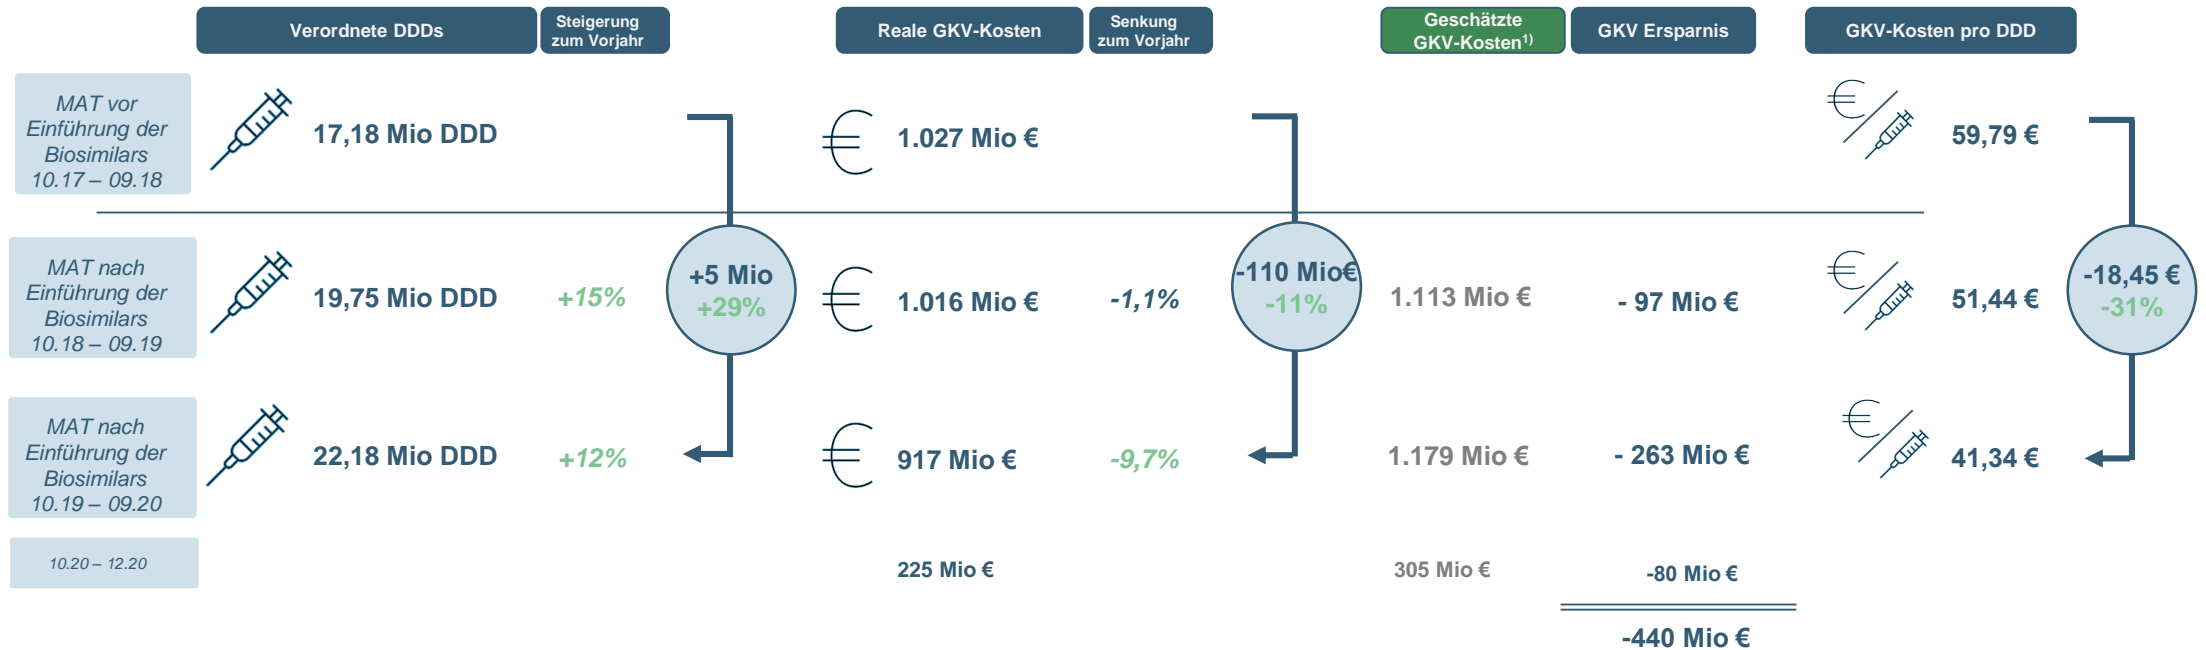 Verordnete DDDs
Steigerung
zum Vorjahr
Reale GKV-Kosten
Senkung
zum Vorjahr
Geschätzte
GKV-Kosten1)
GKV Ersparnis
GKV-Kosten pro DDD
MAT vor
Einführung der
Biosimilars
10.17 – 09.18
17,18 Mio DDD
1.027 Mio €
59,79 €
MAT nach
Einführung der
Biosimilars
10.18 – 09.19
19,75 Mio DDD
+15%
+5 Mio
+29%
1.016 Mio €
-1,1%
-110 Mio€
-11%
1.113 Mio €
- 97 Mio €
51,44 €
-18,45 €
-31%
MAT nach
Einführung der
Biosimilars
10.19 – 09.20
22,18 Mio DDD
+12%
917 Mio €
-9,7%
1.179 Mio €
- 263 Mio €
41,34 €
10.20 – 12.20
225 Mio €
305 Mio €
-80 Mio €
-440 Mio €